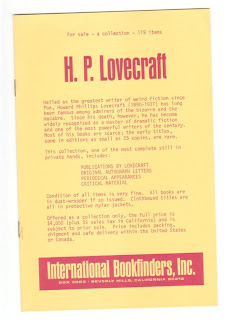 For sale - a collection - 119 items
H. P. Lovecraft
Hailed as the greatest writer of weird fiction since
Poe, Howard Phillips Lovecraft (1890-1937) has long
been famous among admirers of the bizarre and the
macabre. Since his death, however, he has become
widely recognized as a master of dramatic fiction
and one of the most powerful writers of the century.
Most of his books are scarce; the early titles,
some in editions as small as 25 copies, are rare.
This collection, one of the most complete still in
private hands, includes:
PUBLICATIONS BY LOVECRAFT
ORIGINAL AUTOGRAPH LETTERS
PERIODICAL APPEARANCES
CRITICAL MATERIAL
Condition of all items is very fine. All books are
in dust-wrapper if so issued. Clothbound titles are
all in protective mylar jackets.
Offered as a collection only, the full price is
$4,000 (plus 5% sales tax in California) and is
subject to prior sale. Price includes packing,
shipment and safe delivery within the United States
or Canada.
International Bookfinders, Inc.
BOX 3003 - BEVERLY HILLS, CALIFORNIA 90212